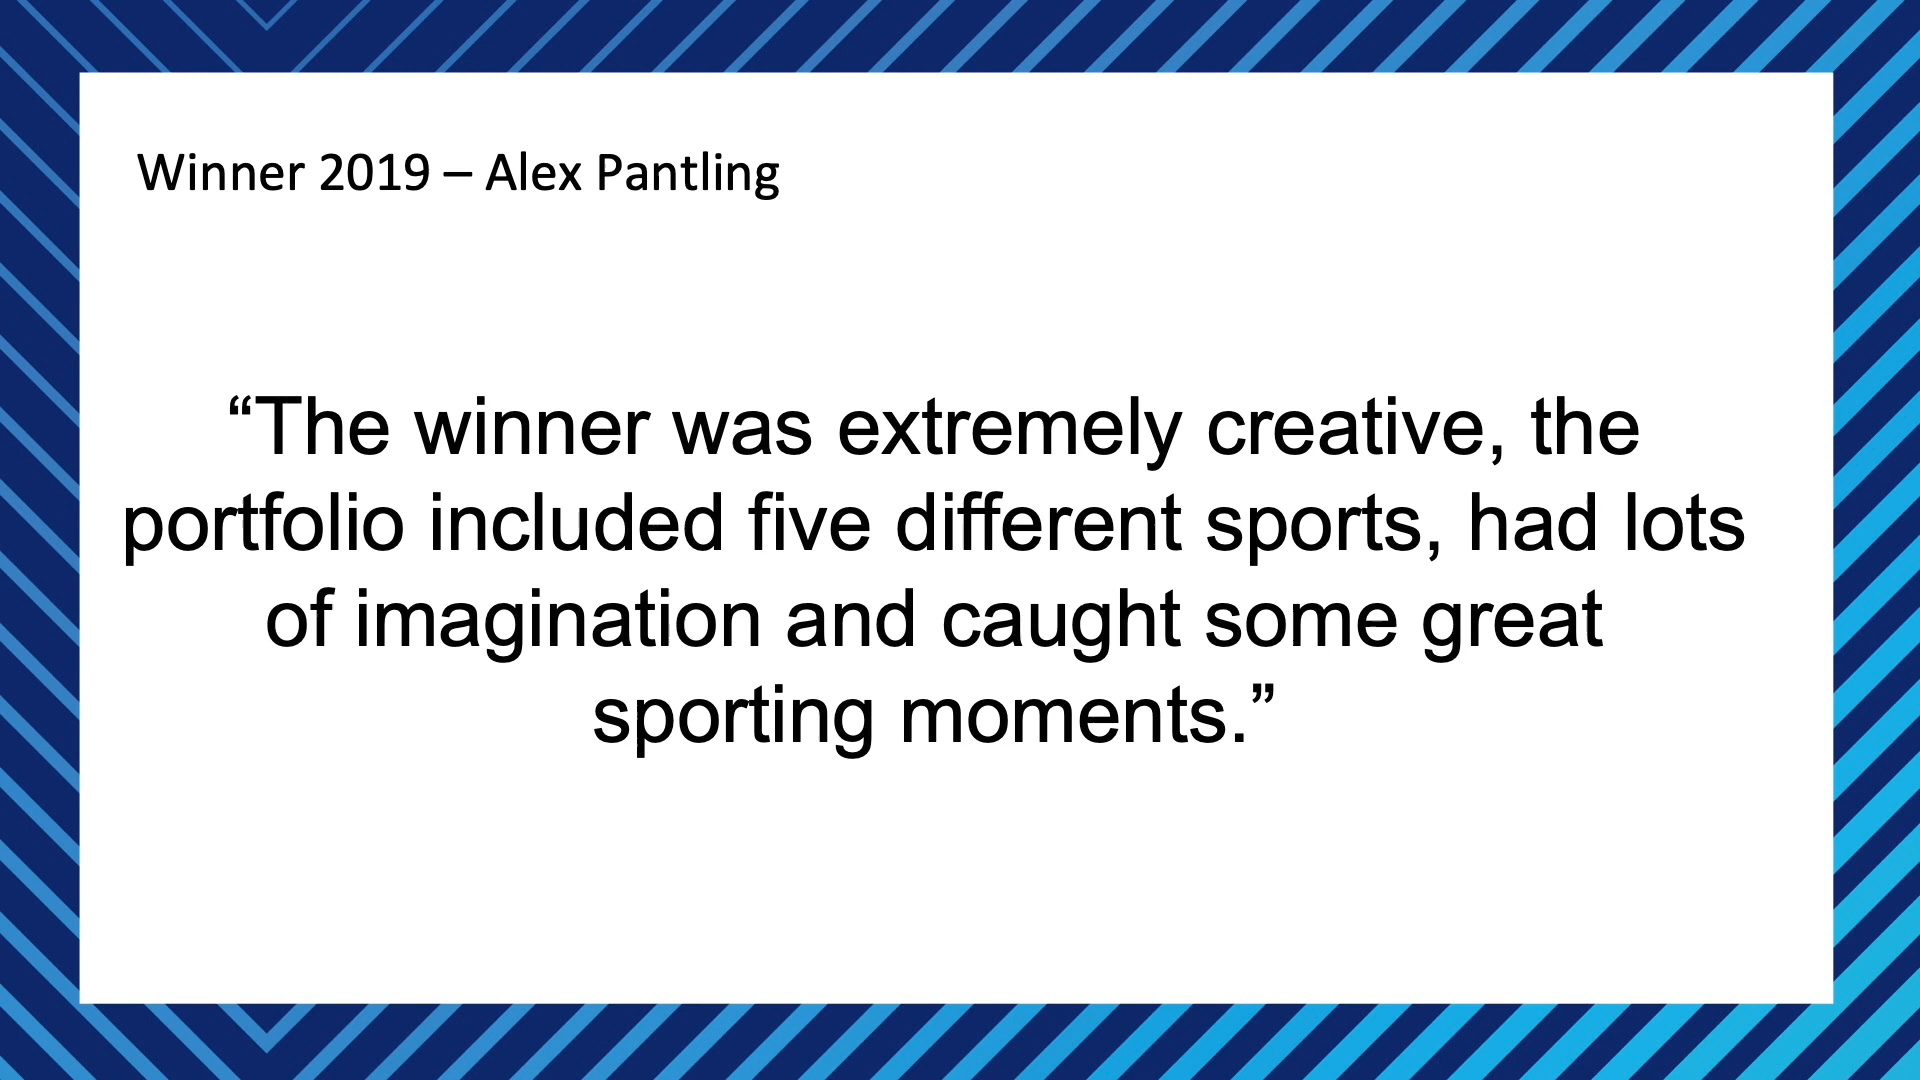 Winner 2019 – Alex Pantling
“The winner was extremely creative, the
portfolio included five different sports, had lots
of imagination and caught some great
sporting moments.”